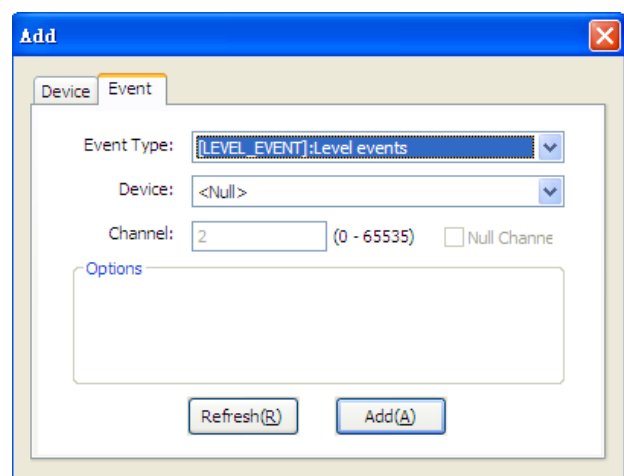 Add
Device Event
Event Type: [LEVEL_EVENT]:Level events
Device: <Null>
Channel: 2 (0 - 65535) Null Channe
Options
Refresh(R) Add(A)